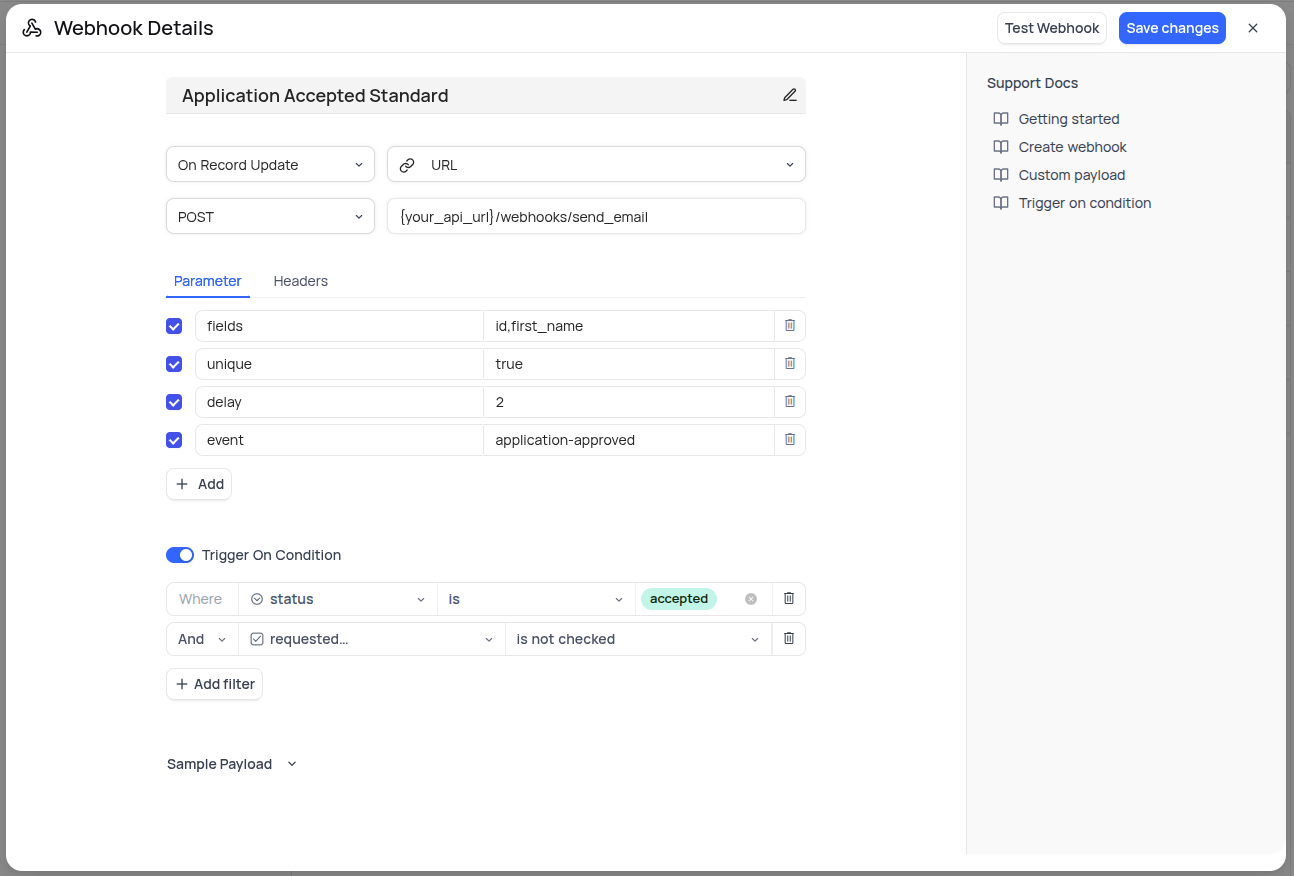 Webhook Details
Test Webhook
Save changes
Application Accepted Standard
On Record Update
URL
POST
{your_api_url}/webhooks/send_email
Parameter
Headers
fields
id,first_name
unique
true
delay
2
event
application-approved
Add
Trigger On Condition
Where
status
is
accepted
And
requested...
is not checked
Add filter
Sample Payload
Support Docs
Getting started
Create webhook
Custom payload
Trigger on condition